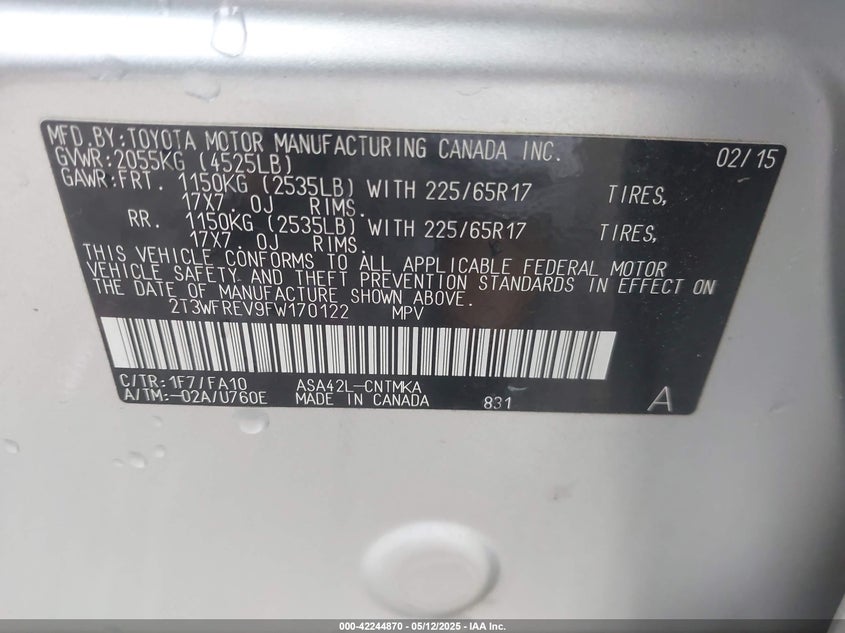 MFD.BY:TOYOTA MOTOR MANUFACTURING CANADA INC. 02/15
GVWR:2055KG (4525LB)
GAWR:FRT. 1150KG (2535LB) WITH 225/65R17 TIRES,
17X7.0J RIMS.
RR. 1150KG (2535LB) WITH 225/65R17 TIRES,
17X7.0J RIMS.
THIS VEHICLE CONFORMS TO ALL APPLICABLE FEDERAL MOTOR
VEHICLE SAFETY AND THEFT PREVENTION STANDARDS IN EFFECT ON
THE DATE OF MANUFACTURE SHOWN ABOVE.
2T3WFREV9FW170122 MPV
C/TR:1F7/FA10 ASA42L-CNTMKA
A/TM:-02A/U760E MADE IN CANADA 831 A
000-42244870 - 05/12/2025 - IAA Inc.